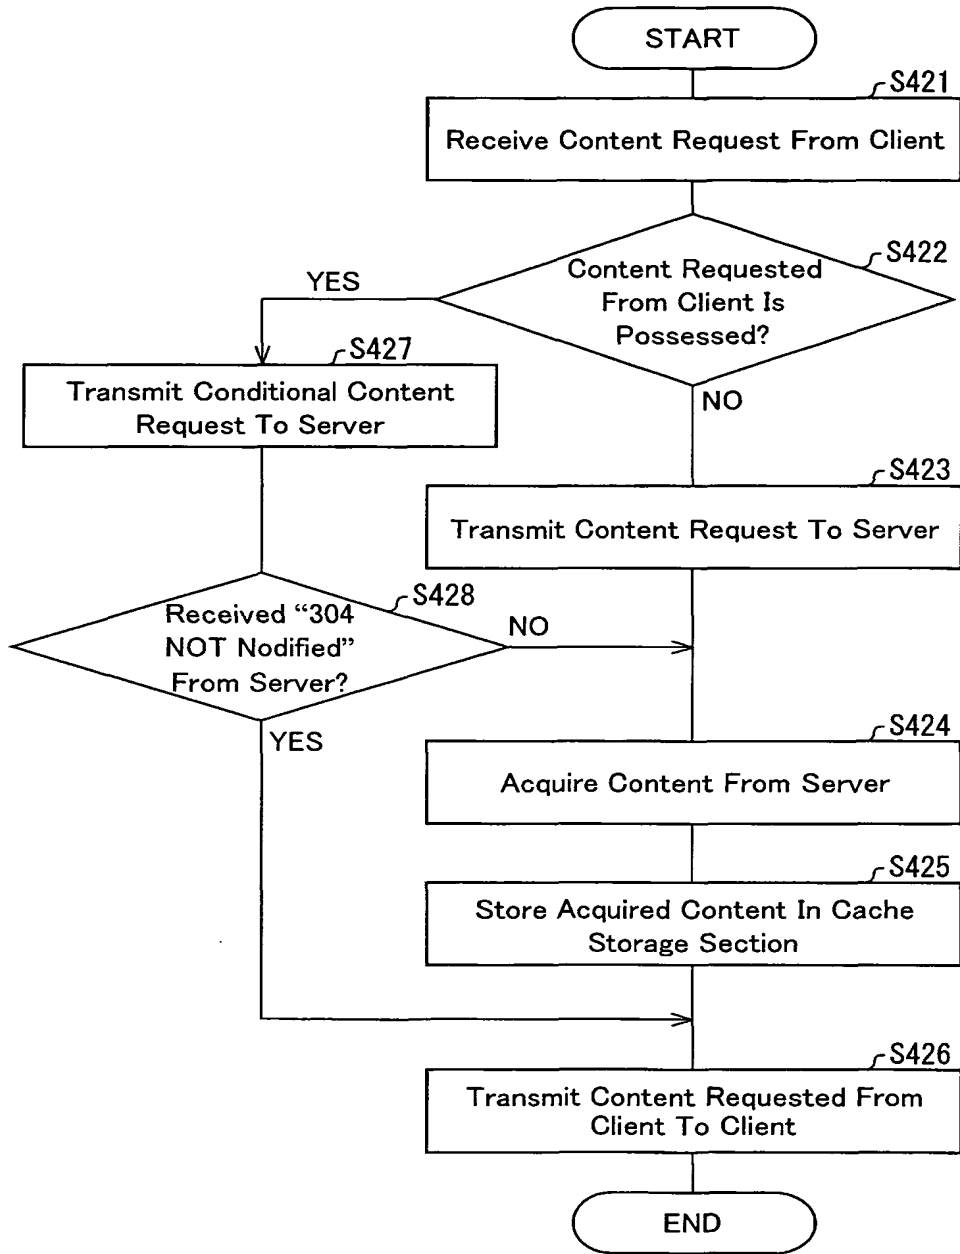 START
S421
Receive Content Request From Client
S422
Content Requested
From Client Is
Possessed?
YES
NO
S427
Transmit Conditional Content
Request To Server
S423
Transmit Content Request To Server
S428
Received “304
NOT Nodified”
From Server?
NO
YES
S424
Acquire Content From Server
S425
Store Acquired Content In Cache
Storage Section
S426
Transmit Content Requested From
Client To Client
END